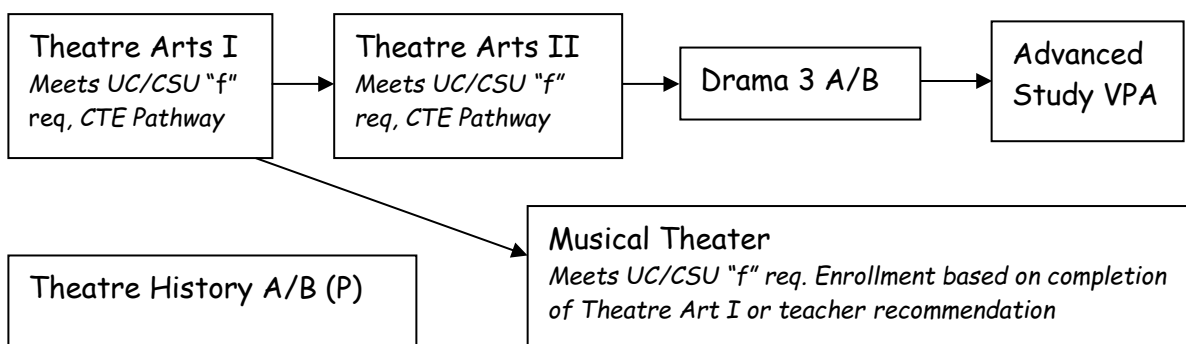 Theatre Arts I
Meets UC/CSU “f”
req, CTE Pathway
Theatre Arts II
Meets UC/CSU “f”
req, CTE Pathway
Drama 3 A/B
Advanced
Study VPA
Musical Theater
Meets UC/CSU “f” req. Enrollment based on completion
of Theatre Art I or teacher recommendation
Theatre History A/B (P)